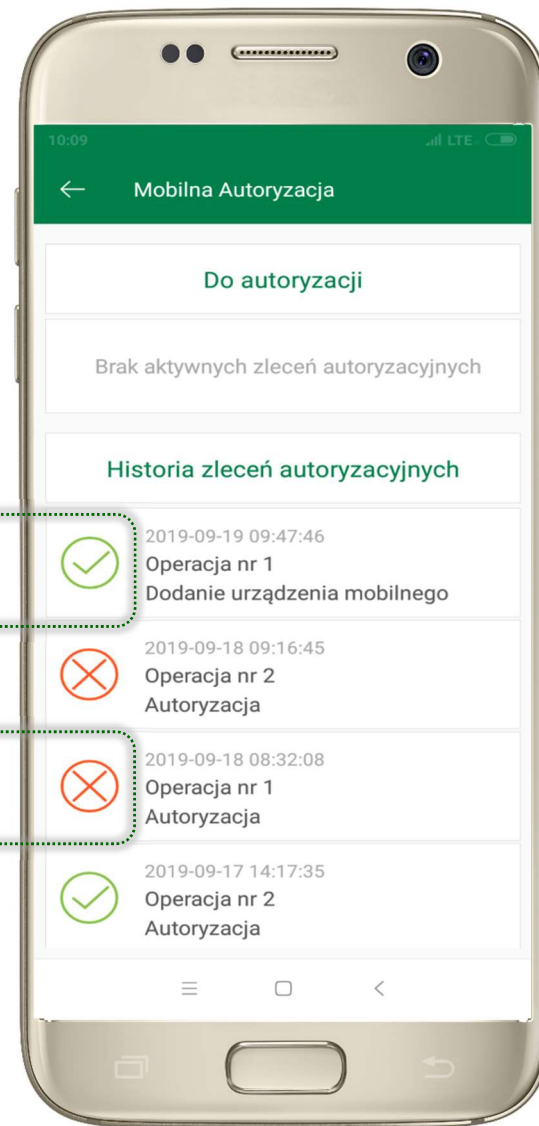 10:09 LTE
Mobilna Autoryzacja
Do autoryzacji
Brak aktywnych zleceń autoryzacyjnych
Historia zleceń autoryzacyjnych
2019-09-19 09:47:46
Operacja nr 1
Dodanie urządzenia mobilnego
2019-09-18 09:16:45
Operacja nr 2
Autoryzacja
2019-09-18 08:32:08
Operacja nr 1
Autoryzacja
2019-09-17 14:17:35
Operacja nr 2
Autoryzacja